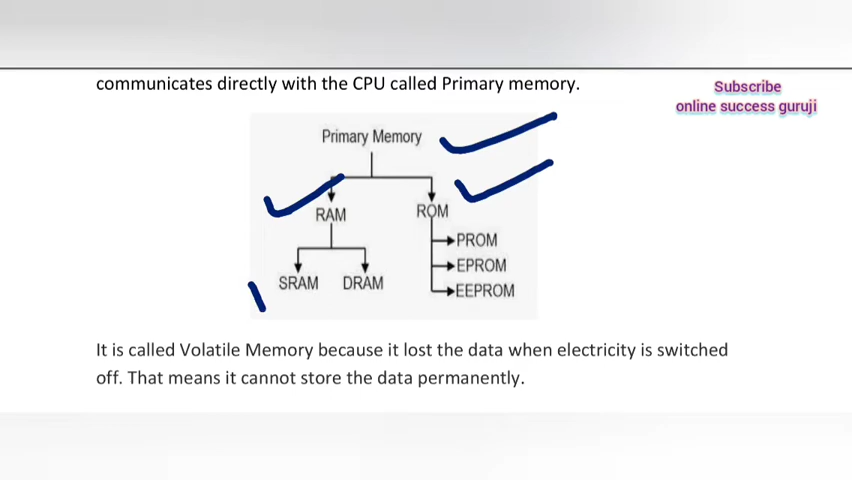 communicates directly with the CPU called Primary memory.
Subscribe
online success guruji
Primary Memory
RAM
ROM
PROM
EPROM
EEPROM
SRAM DRAM
It is called Volatile Memory because it lost the data when electricity is switched
off. That means it cannot store the data permanently.